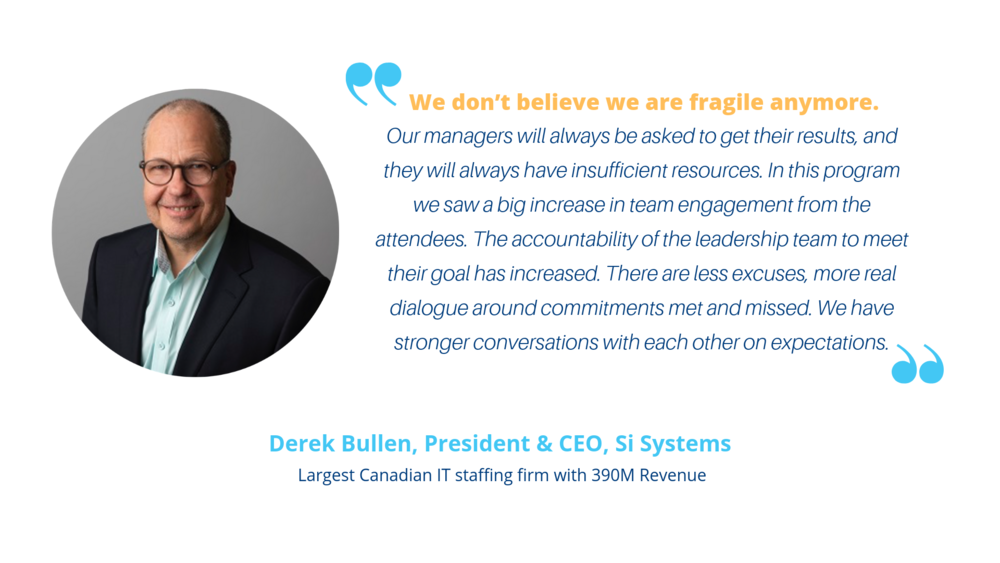 We don’t believe we are fragile anymore.
Our managers will always be asked to get their results, and
they will always have insufficient resources. In this program
we saw a big increase in team engagement from the
attendees. The accountability of the leadership team to meet
their goal has increased. There are less excuses, more real
dialogue around commitments met and missed. We have
stronger conversations with each other on expectations.
Derek Bullen, President & CEO, Si Systems
Largest Canadian IT staffing firm with 390M Revenue